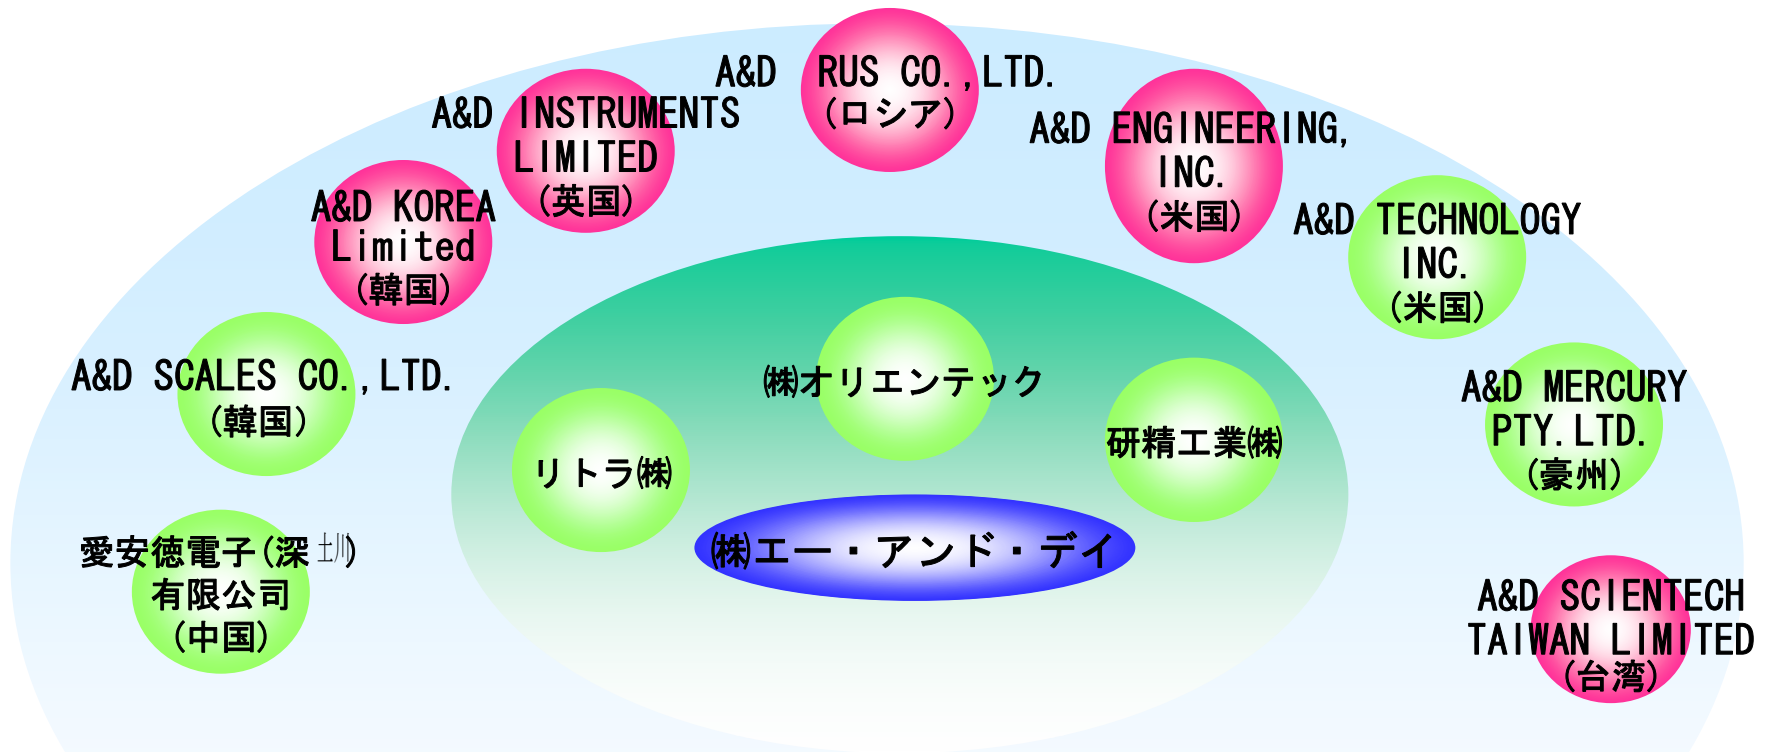 A&D RUS CO.,LTD.
(ロシア)
A&D INSTRUMENTS
LIMITED
(英国)
A&D ENGINEERING,
INC.
(米国)
A&D KOREA
Limited
(韓国)
A&D TECHNOLOGY
INC.
(米国)
A&D SCALES CO.,LTD.
(韓国)
㈱オリエンテック
A&D MERCURY
PTY.LTD.
(豪州)
研精工業㈱
リトラ㈱
㈱エー・アンド・デイ
愛安徳電子(深圳)
有限公司
(中国)
A&D SCIENTECH
TAIWAN LIMITED
(台湾)